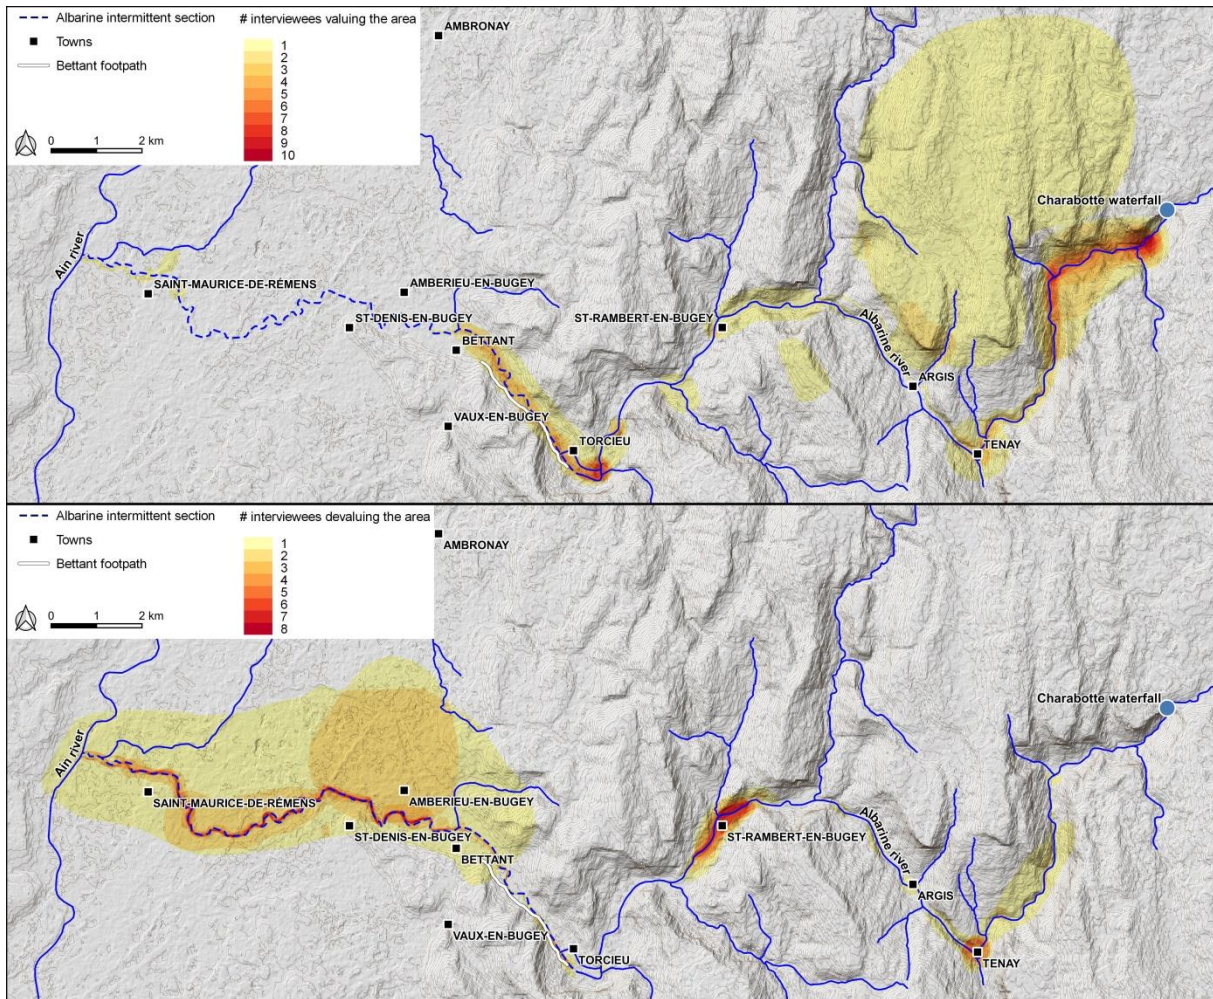 Albarine intermittent section
Towns
Bettant footpath
0 1 2 km
# interviewees valuing the area
1
2
3
4
5
6
7
8
9
10
AMBRONAY
Charabotte waterfall
Ain river
SAINT-MAURICE-DE-RÉMENS
AMBERIEU-EN-BUGEY
ST-DENIS-EN-BUGEY
BETTANT
ST-RAMBERT-EN-BUGEY
Albarine river
ARGIS
VAUX-EN-BUGEY
TORCIEU
TENAY
Albarine intermittent section
Towns
Bettant footpath
0 1 2 km
# interviewees devaluing the area
1
2
3
4
5
6
7
8
AMBRONAY
Charabotte waterfall
Ain river
SAINT-MAURICE-DE-RÉMENS
AMBERIEU-EN-BUGEY
ST-DENIS-EN-BUGEY
BETTANT
ST-RAMBERT-EN-BUGEY
Albarine river
ARGIS
VAUX-EN-BUGEY
TORCIEU
TENAY